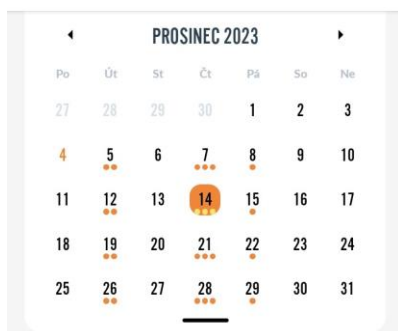 PROSINEC 2023
Po Út St Čt Pá So Ne
27 28 29 30 1 2 3
4 5 6 7 8 9 10
11 12 13 14 15 16 17
18 19 20 21 22 23 24
25 26 27 28 29 30 31